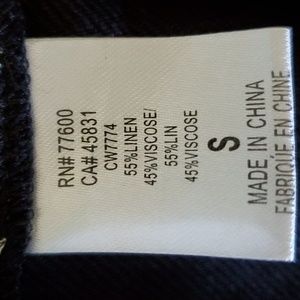 RN# 77600
CA# 45831
CW7774
55%LINEN
45%VISCOSE/
55%LIN
45%VISCOSE
S
MADE IN CHINA
FABRIQUÉ EN CHINE